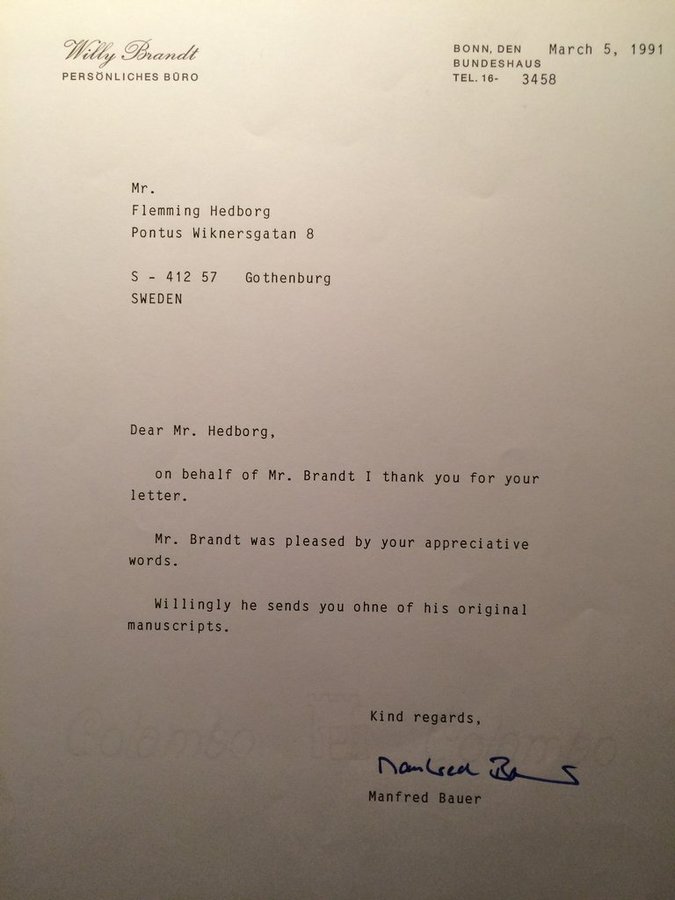 Willy Brandt
PERSÖNLICHES BÜRO
BONN, DEN March 5, 1991
BUNDESHAUS
TEL. 16- 3458
Mr.
Flemming Hedborg
Pontus Wiknersgatan 8
S - 412 57 Gothenburg
SWEDEN
Dear Mr. Hedborg,
on behalf of Mr. Brandt I thank you for your
letter.
Mr. Brandt was pleased by your appreciative
words.
Willingly he sends you ohne of his original
manuscripts.
Kind regards,
Manfred Bauer
Manfred Bauer